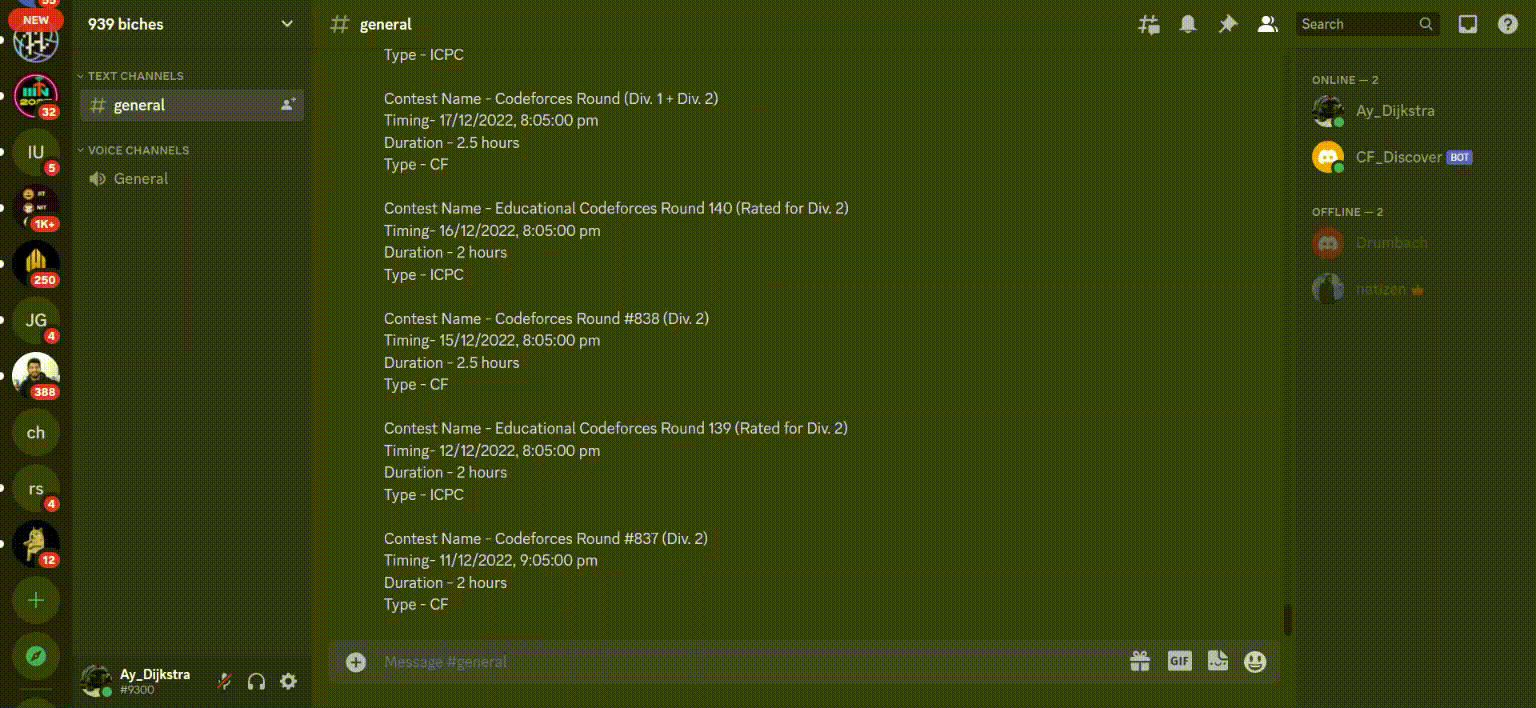 55
NEW
32
IU
5
1K+
250
JG
4
388
ch
rs
4
12
939 biches
TEXT CHANNELS
general
VOICE CHANNELS
General
Ay_Dijkstra
#9300
# general
Search
Type - ICPC
Contest Name - Codeforces Round (Div. 1 + Div. 2)
Timing- 17/12/2022, 8:05:00 pm
Duration - 2.5 hours
Type - CF
Contest Name - Educational Codeforces Round 140 (Rated for Div. 2)
Timing- 16/12/2022, 8:05:00 pm
Duration - 2 hours
Type - ICPC
Contest Name - Codeforces Round #838 (Div. 2)
Timing- 15/12/2022, 8:05:00 pm
Duration - 2.5 hours
Type - CF
Contest Name - Educational Codeforces Round 139 (Rated for Div. 2)
Timing- 12/12/2022, 8:05:00 pm
Duration - 2 hours
Type - ICPC
Contest Name - Codeforces Round #837 (Div. 2)
Timing- 11/12/2022, 9:05:00 pm
Duration - 2 hours
Type - CF
Message #general
GIF
ONLINE — 2
Ay_Dijkstra
CF_Discover BOT
OFFLINE — 2
Drumbach
netizen